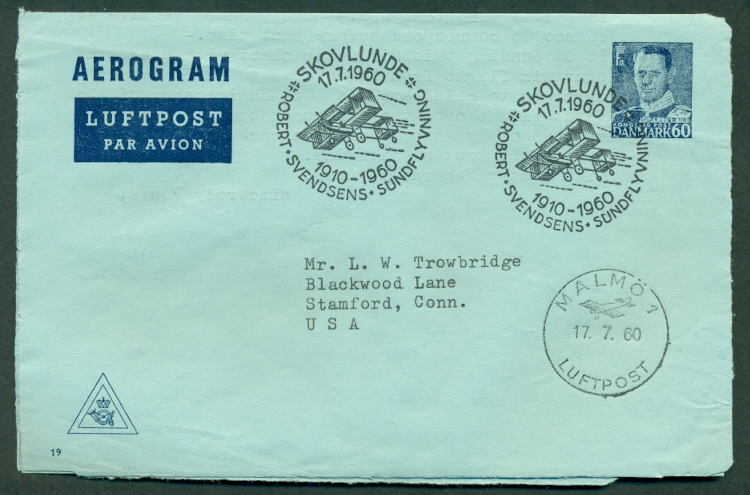 AEROGRAM
LUFTPOST
PAR AVION
SKOVLUNDE
17.7.1960
1910-1960
*ROBERT•SVENDSENS•SUNDFLYVNING*
SKOVLUNDE
17.7.1960
1910-1960
*ROBERT•SVENDSENS•SUNDFLYVNING*
DANMARK 60
Mr. L. W. Trowbridge
Blackwood Lane
Stamford, Conn.
U S A
MALMÖ 1
17. 7. 60
LUFTPOST
19